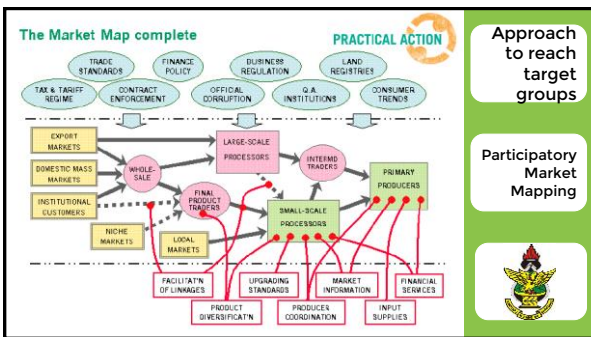 The Market Map complete
PRACTICAL ACTION
TRADE
STANDARDS
FINANCE
POLICY
BUSINESS
REGULATION
LAND
REGISTRIES
TAX & TARIFF
REGIME
CONTRACT
ENFORCEMENT
OFFICIAL
CORRUPTION
Q.A.
INSTITUTIONS
CONSUMER
TRENDS
EXPORT
MARKETS
DOMESTIC MASS
MARKETS
INSTITUTIONAL
CUSTOMERS
NICHE
MARKETS
LOCAL
MARKETS
WHOLE-
SALE
LARGE-SCALE
PROCESSORS
INTERMD
TRADERS
PRIMARY
PRODUCERS
FINAL
PRODUCT
TRADERS
SMALL-SCALE
PROCESSORS
FACILITAT'N
OF LINKAGES
UPGRADING
STANDARDS
MARKET
INFORMATION
FINANCIAL
SERVICES
PRODUCT
DIVERSIFICAT'N
PRODUCER
COORDINATION
INPUT
SUPPLIES
Approach
to reach
target
groups
Participatory
Market
Mapping